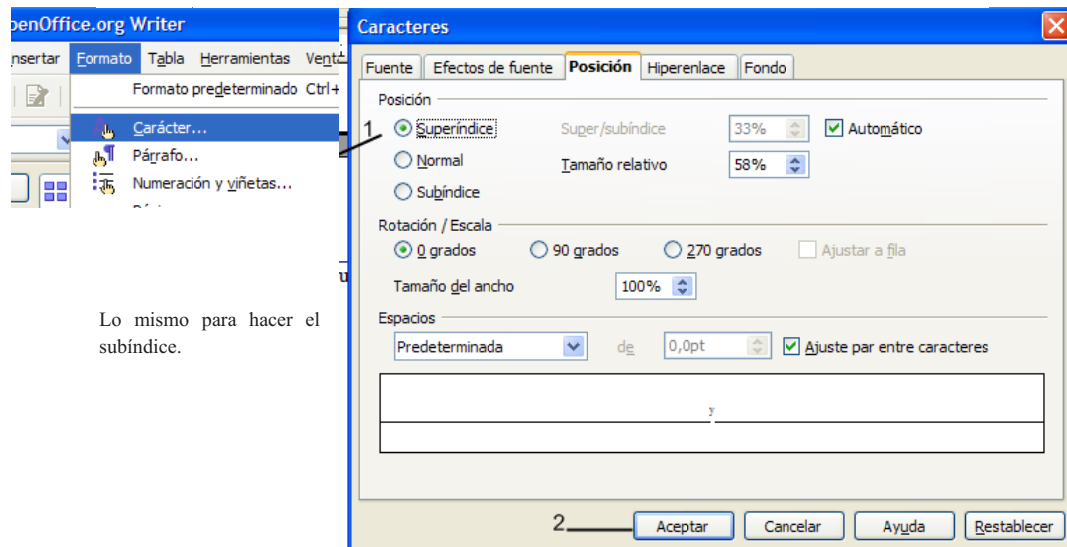 penOffice.org Writer
nsertar Formato Tabla Herramientas Venta
Formato predeterminado Ctrl+
Carácter...
Párrafo...
Numeración y viñetas...
Lo mismo para hacer el
subíndice.
Caracteres
Fuente Efectos de fuente Posición Hiperenlace Fondo
Posición
1 Superíndice Super/subíndice 33% Automático
Normal Tamaño relativo 58%
Subíndice
Rotación / Escala
0 grados 90 grados 270 grados Ajustar a fila
Tamaño del ancho 100%
Espacios
Predeterminada de 0,0pt Ajuste par entre caracteres
y
2 Aceptar Cancelar Ayuda Restablecer